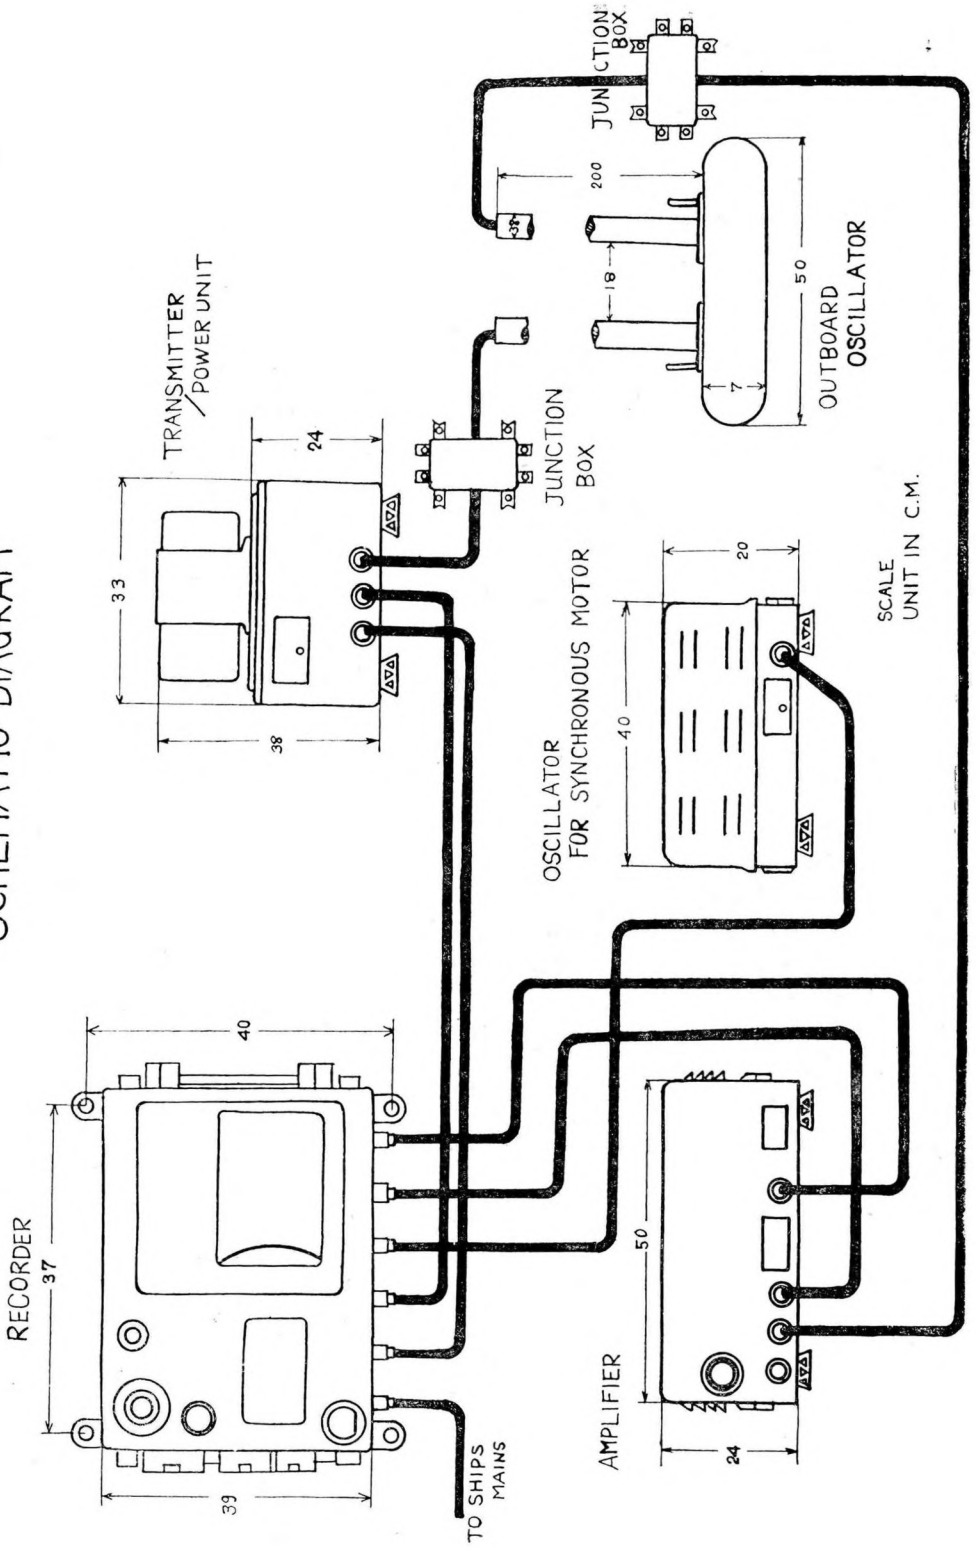 SCHEMATIC DIAGRAM
RECORDER
37
40
39
TO SHIPS
MAINS
TRANSMITTER
/POWER UNIT
33
24
38
JUNCTION
BOX
JUNCTION
BOX
38
200
18
7
50
OUTBOARD
OSCILLATOR
OSCILLATOR
FOR SYNCHRONOUS MOTOR
40
20
AMPLIFIER
50
24
SCALE
UNIT IN C.M.